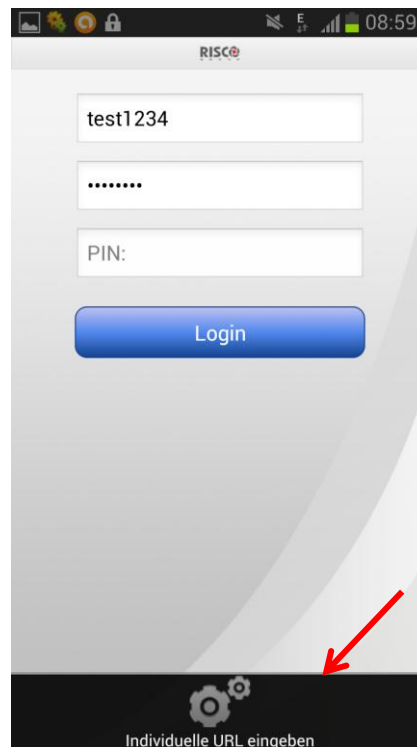 E 08:59
RISCO
test1234
••••••••
PIN:
Login
Individuelle URL eingeben